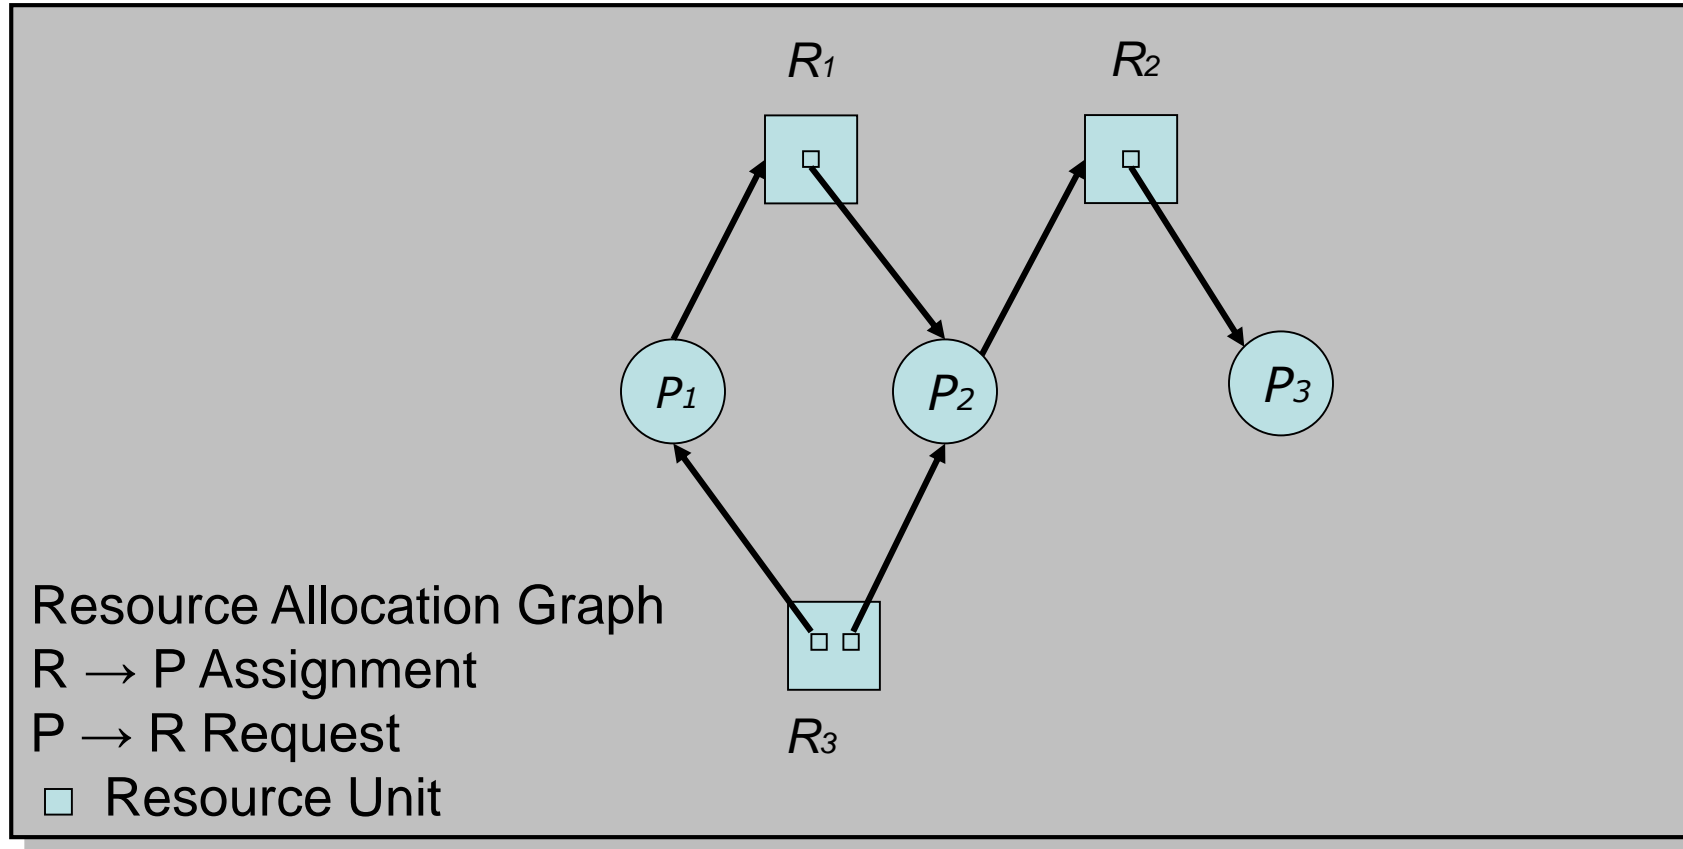 R1
R2
P1
P2
P3
Resource Allocation Graph
R → P Assignment
P → R Request
R3
Resource Unit